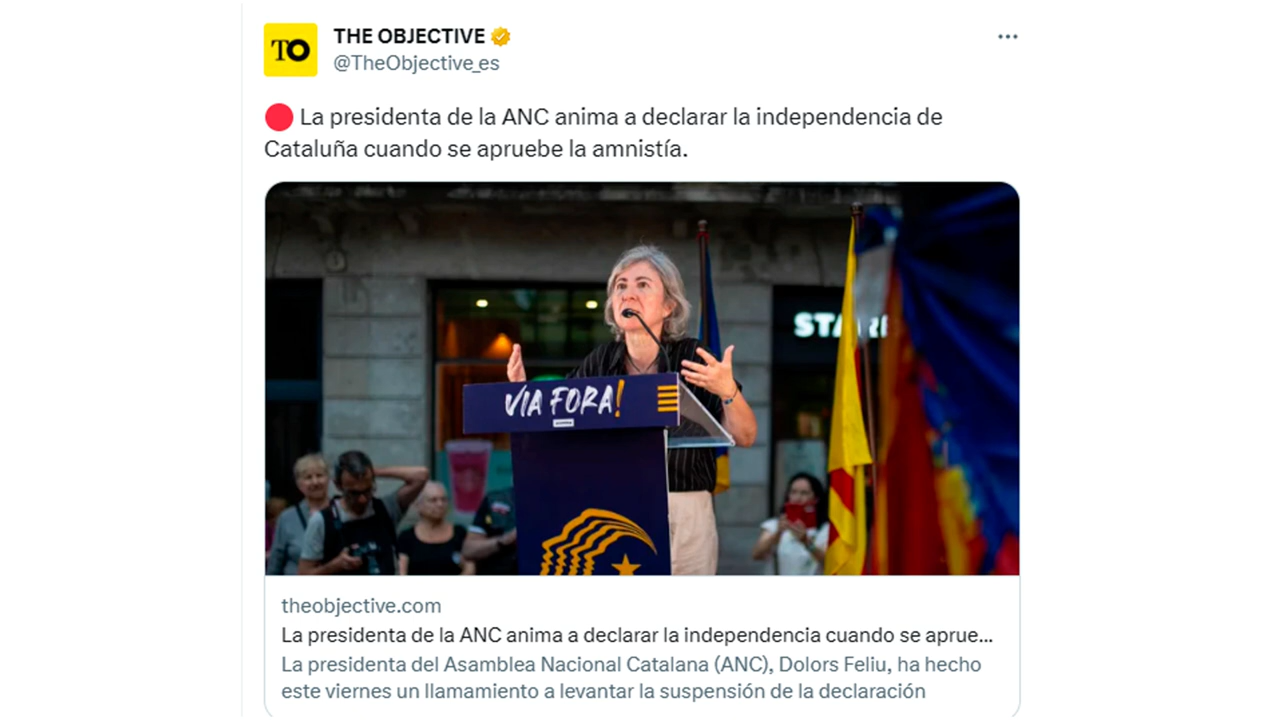 TO
THE OBJECTIVE
@TheObjective_es
La presidenta de la ANC anima a declarar la independencia de
Cataluña cuando se apruebe la amnistía.
VIA FORA!
theobjective.com
La presidenta de la ANC anima a declarar la independencia cuando se aprue...
La presidenta del Asamblea Nacional Catalana (ANC), Dolors Feliu, ha hecho
este viernes un llamamiento a levantar la suspensión de la declaración